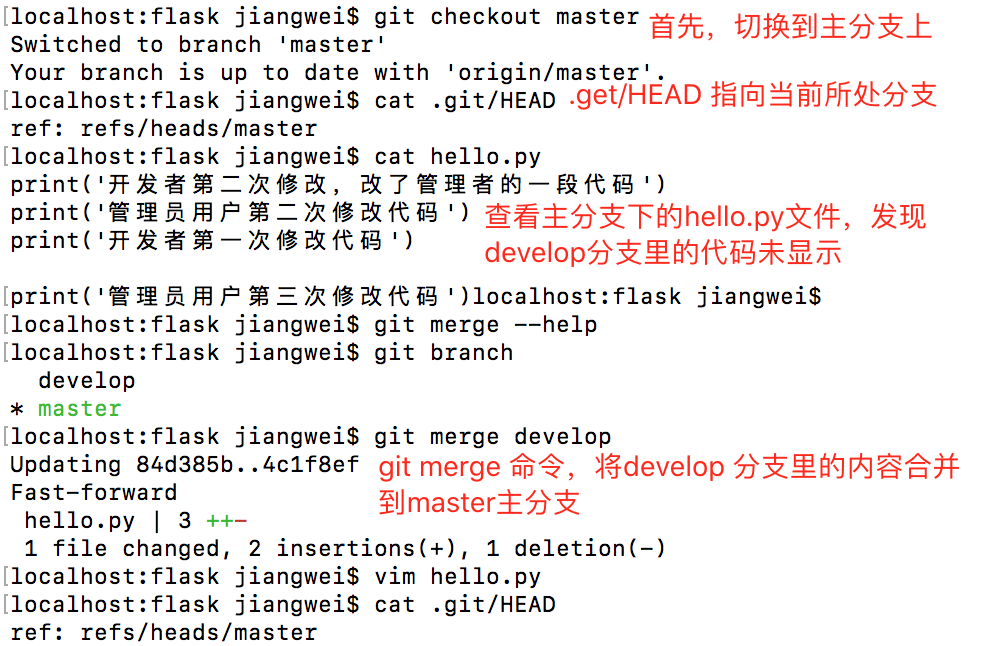 [localhost:flask jiangwei$ git checkout master 首先，切换到主分支上
Switched to branch 'master'
Your branch is up to date with 'origin/master'.
[localhost:flask jiangwei$ cat .git/HEAD .get/HEAD 指向当前所处分支
ref: refs/heads/master
[localhost:flask jiangwei$ cat hello.py
print('开发者第二次修改，改了管理者的一段代码')
print('管理员用户第二次修改代码') 查看主分支下的hello.py文件，发现
print('开发者第一次修改代码') develop分支里的代码未显示
[print('管理员用户第三次修改代码')localhost:flask jiangwei$
[localhost:flask jiangwei$ git merge --help
[localhost:flask jiangwei$ git branch
develop
* master
[localhost:flask jiangwei$ git merge develop
Updating 84d385b..4c1f8ef git merge 命令，将develop 分支里的内容合并
Fast-forward 到master主分支
hello.py | 3 ++-
1 file changed, 2 insertions(+), 1 deletion(-)
[localhost:flask jiangwei$ vim hello.py
[localhost:flask jiangwei$ cat .git/HEAD
ref: refs/heads/master